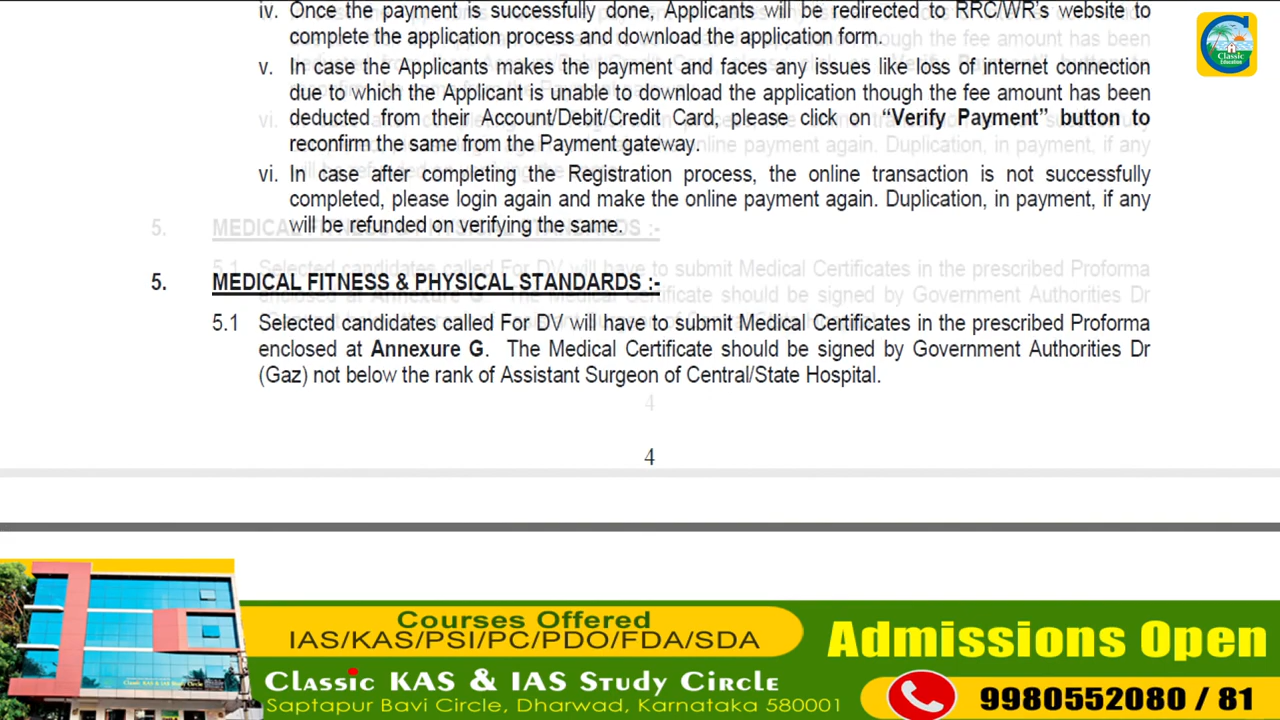 iv. Once the payment is successfully done, Applicants will be redirected to RRC/WR's website to
complete the application process and download the application form.
v. In case the Applicants makes the payment and faces any issues like loss of internet connection
due to which the Applicant is unable to download the application though the fee amount has been
deducted from their Account/Debit/Credit Card, please click on “Verify Payment” button to
reconfirm the same from the Payment gateway.
vi. In case after completing the Registration process, the online transaction is not successfully
completed, please login again and make the online payment again. Duplication, in payment, if any
will be refunded on verifying the same.
5. MEDICAL FITNESS & PHYSICAL STANDARDS :-
5.1 Selected candidates called For DV will have to submit Medical Certificates in the prescribed Proforma
enclosed at Annexure G. The Medical Certificate should be signed by Government Authorities Dr
(Gaz) not below the rank of Assistant Surgeon of Central/State Hospital.
4
Classic
Education
Courses Offered
IAS/KAS/PSI/PC/PDO/FDA/SDA
Classic KAS & IAS Study Circle
Saptapur Bavi Circle, Dharwad, Karnataka 580001
Admissions Open
9980552080 / 81